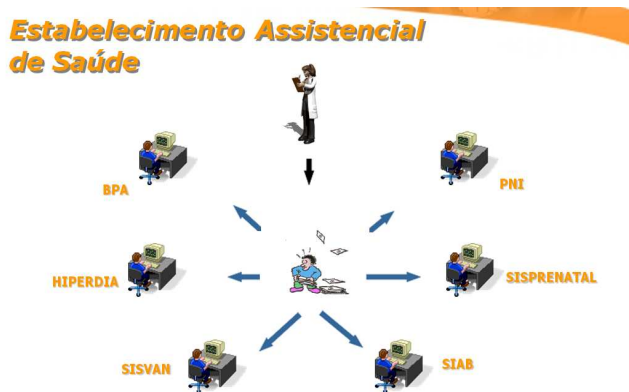 Estabelecimento Assistencial
de Saúde
BPA
PNI
HIPERDIA
SISPRENATAL
SISVAN
SIAB